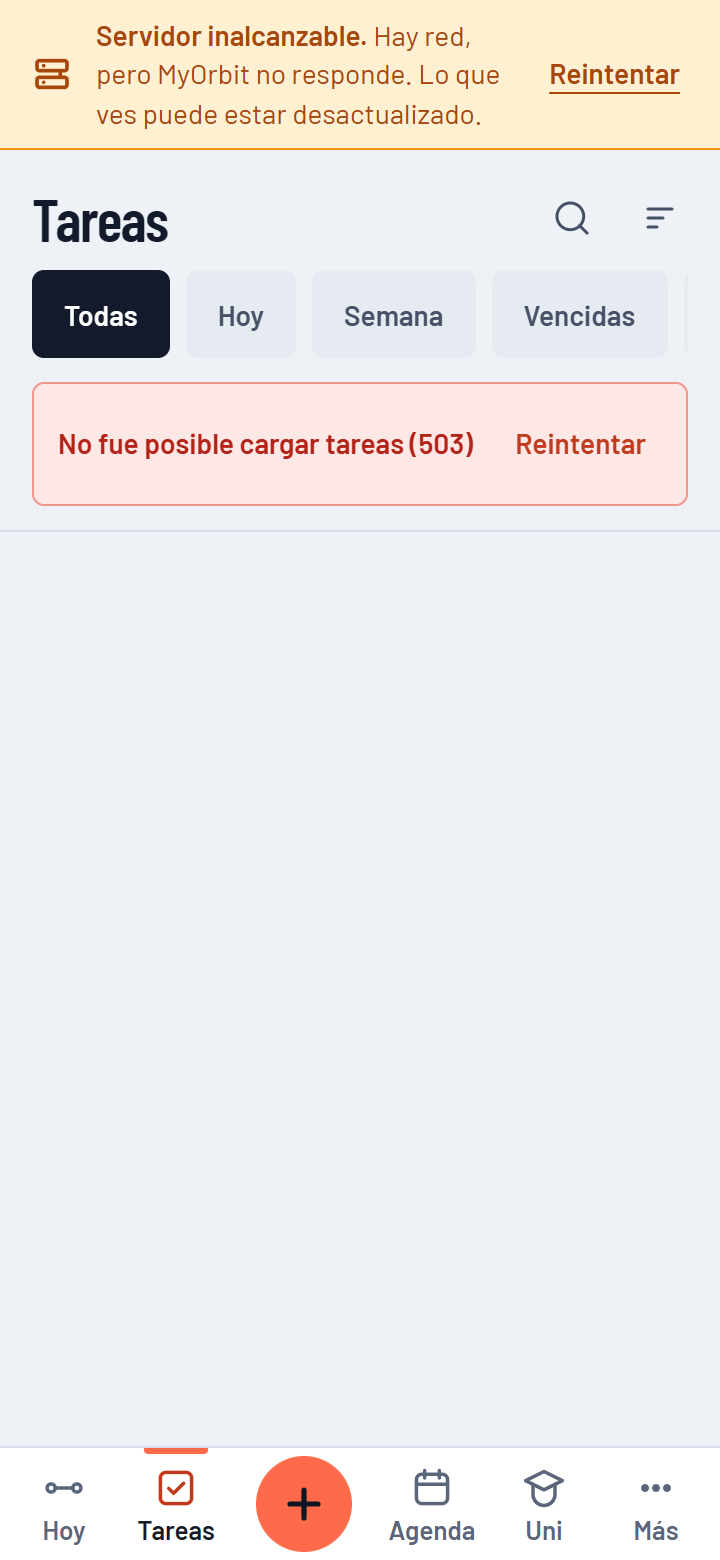 Servidor inalcanzable. Hay red,
pero MyOrbit no responde. Lo que
ves puede estar desactualizado.
Reintentar
Tareas
Todas
Hoy
Semana
Vencidas
No fue posible cargar tareas (503)
Reintentar
Hoy
Tareas
Agenda
Uni
Más